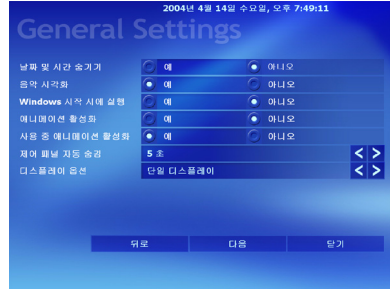 2004년 4월 14일 수요일, 오후 7:49:11
General Settings
날짜 및 시간 숨기기 예 아니오
음악 시각화 예 아니오
Windows 시작 시에 실행 예 아니오
애니메이션 활성화 예 아니오
사용 중 애니메이션 활성화 예 아니오
제어 패널 자동 숨김 5 초 < >
디스플레이 옵션 단일 디스플레이 < >
뒤로 다음 닫기